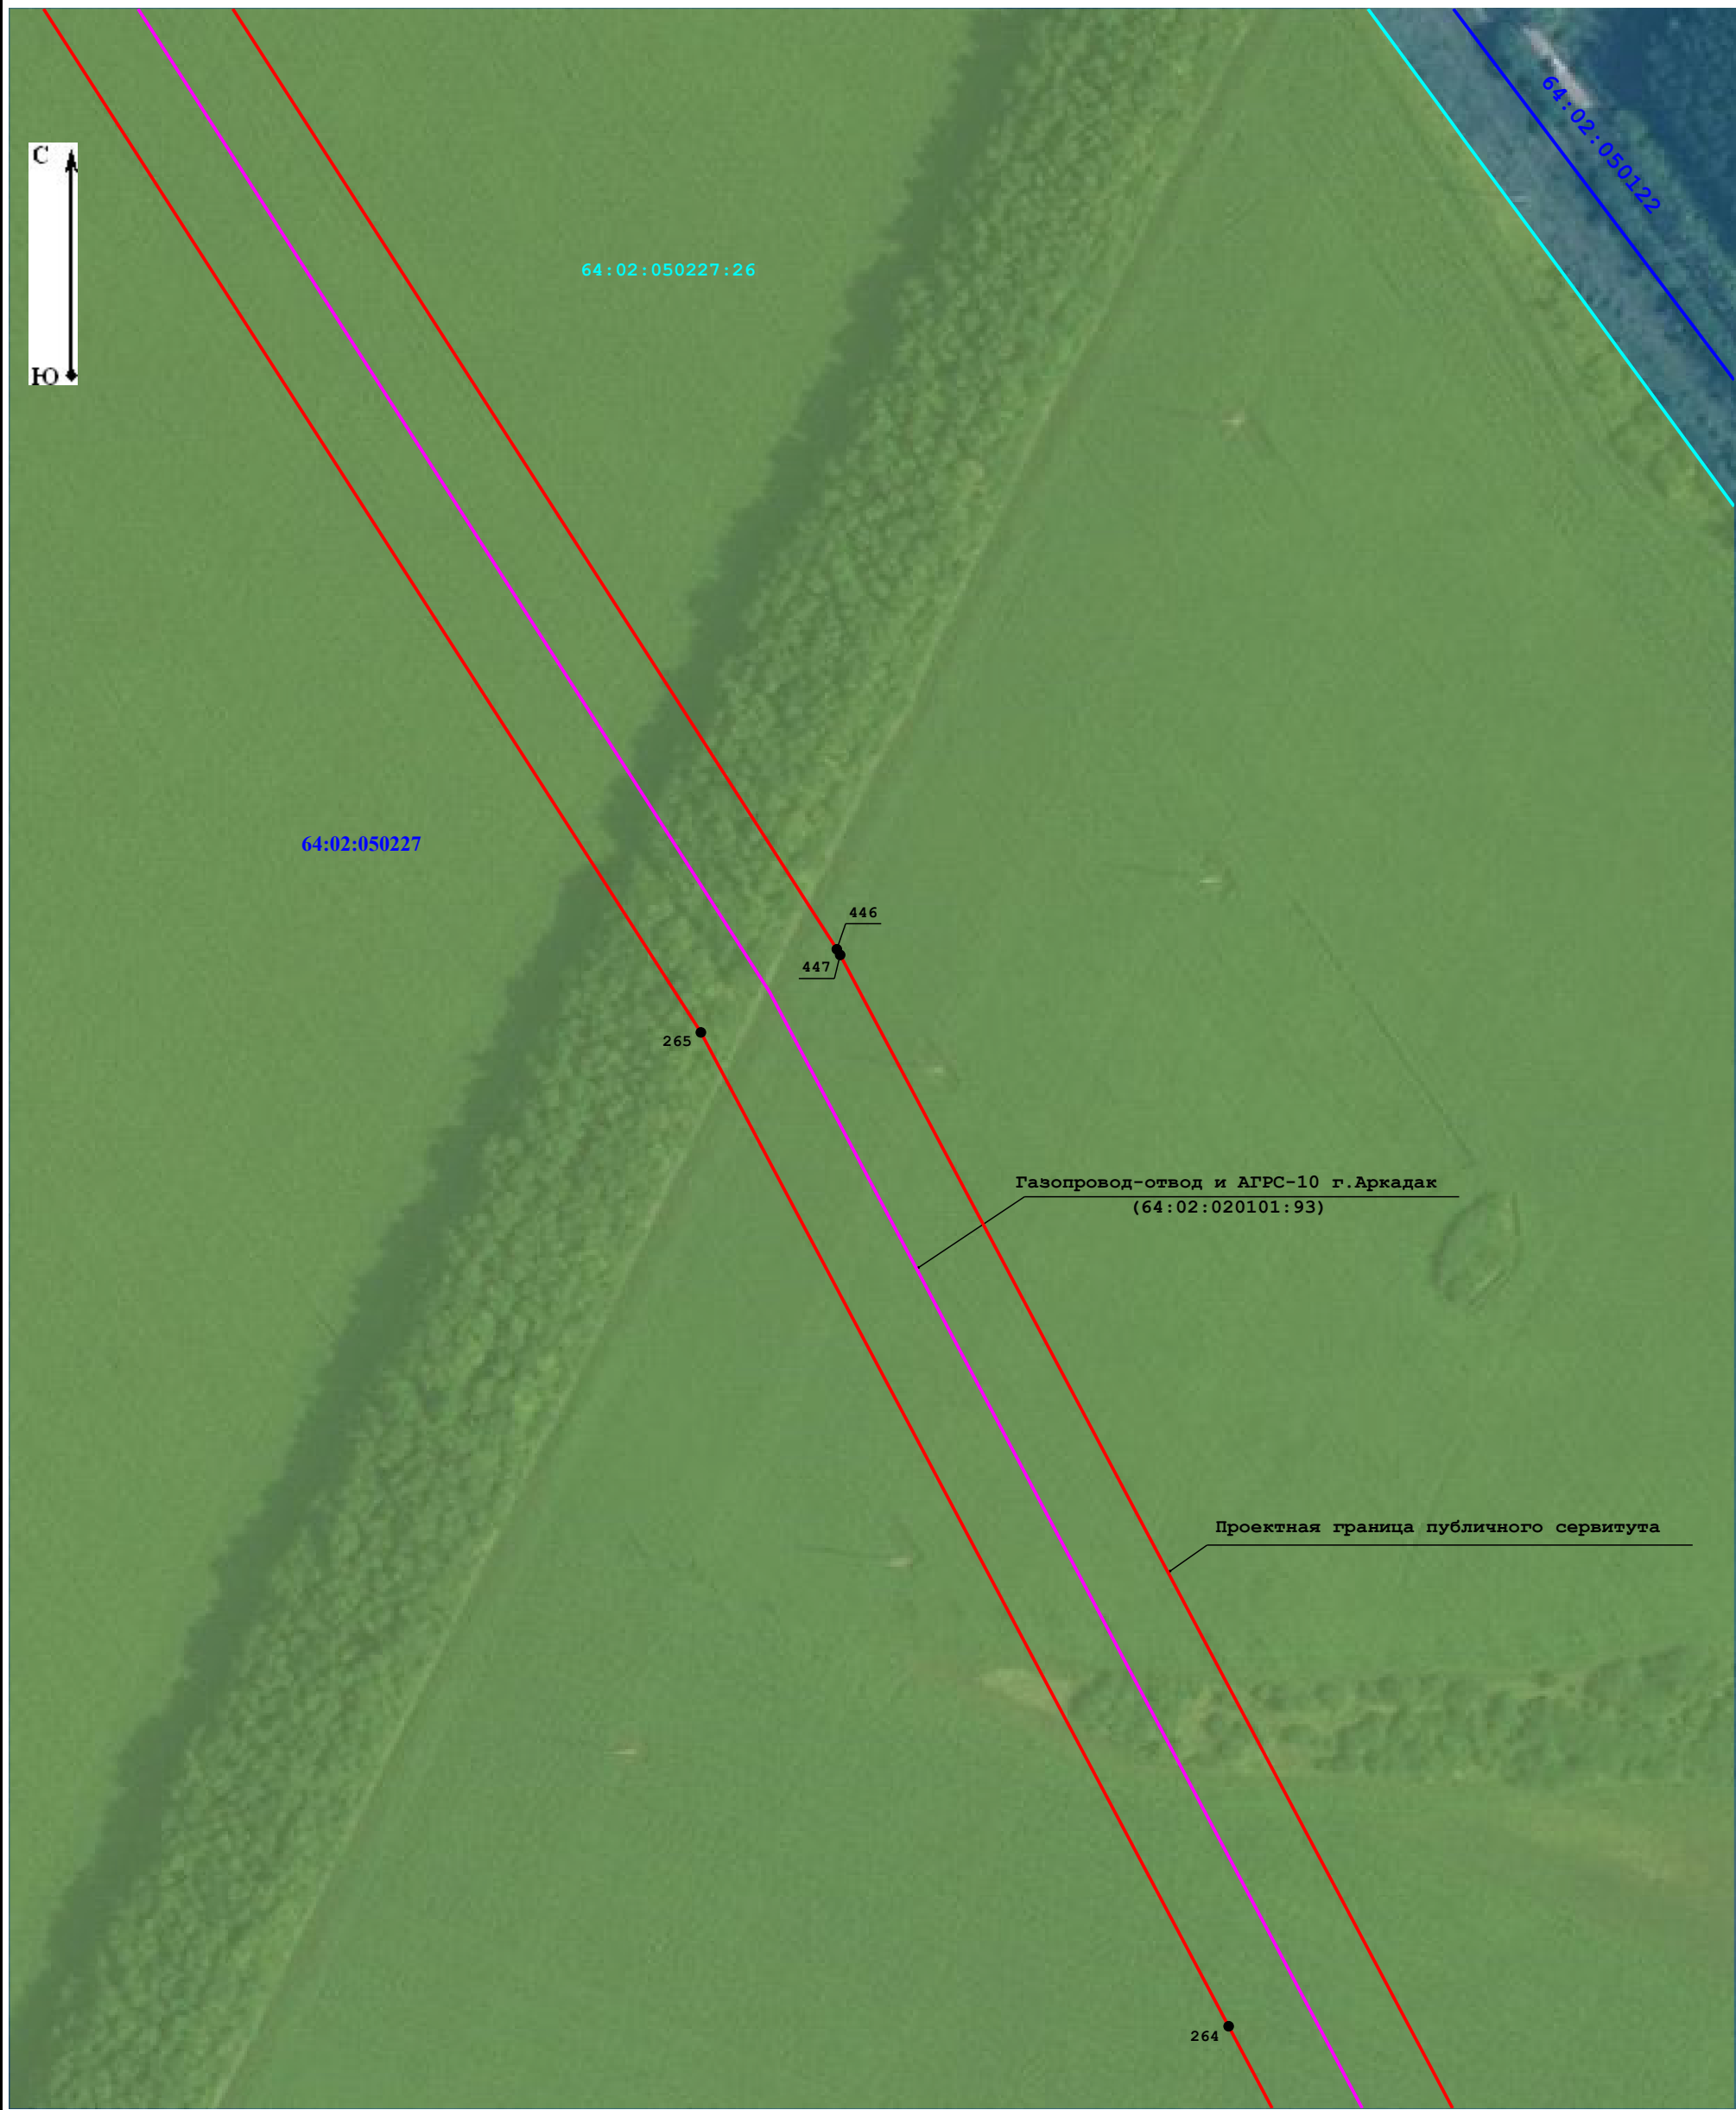 64:02:050122
С
64:02:050227:26
Ю
64:02:050227
446
447
265
Газопровод-отвод и АГРС-10 г.Аркадак
(64:02:020101:93)
Проектная граница публичного сервитута
264